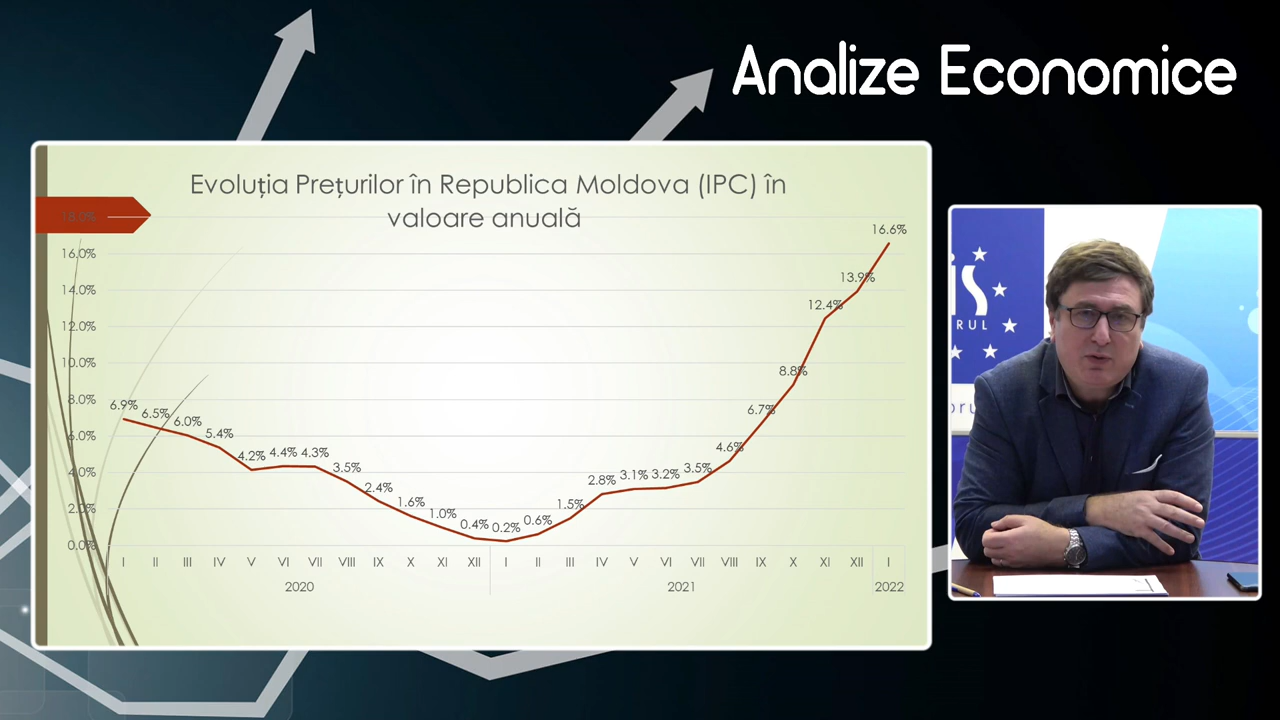 Analize Economice
Evoluția Prețurilor în Republica Moldova (IPC) în
valoare anuală
18.0%
16.0%
14.0%
12.0%
10.0%
8.0%
6.0%
4.0%
2.0%
0.0%
6.9% 6.5% 6.0% 5.4% 4.2% 4.4% 4.3% 3.5% 2.4% 1.6% 1.0% 0.4% 0.2% 0.6% 1.5% 2.8% 3.1% 3.2% 3.5% 4.6% 6.7% 8.8% 12.4% 13.9% 16.6%
I II III IV V VI VII VIII IX X XI XII I II III IV V VI VII VIII IX X XI XII I
2020 2021 2022
IS
RUL